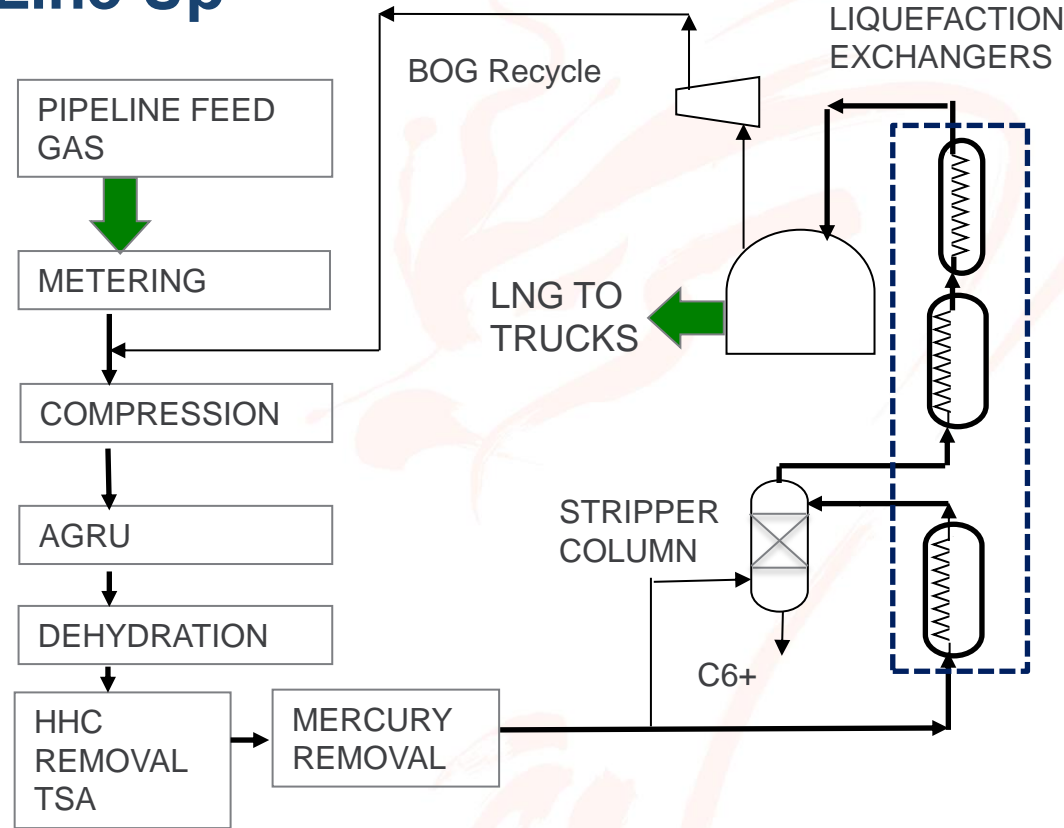 Line Up
LIQUEFACTION
EXCHANGERS
BOG Recycle
PIPELINE FEED
GAS
METERING
LNG TO
TRUCKS
COMPRESSION
STRIPPER
COLUMN
AGRU
DEHYDRATION
C6+
HHC
REMOVAL
TSA
MERCURY
REMOVAL